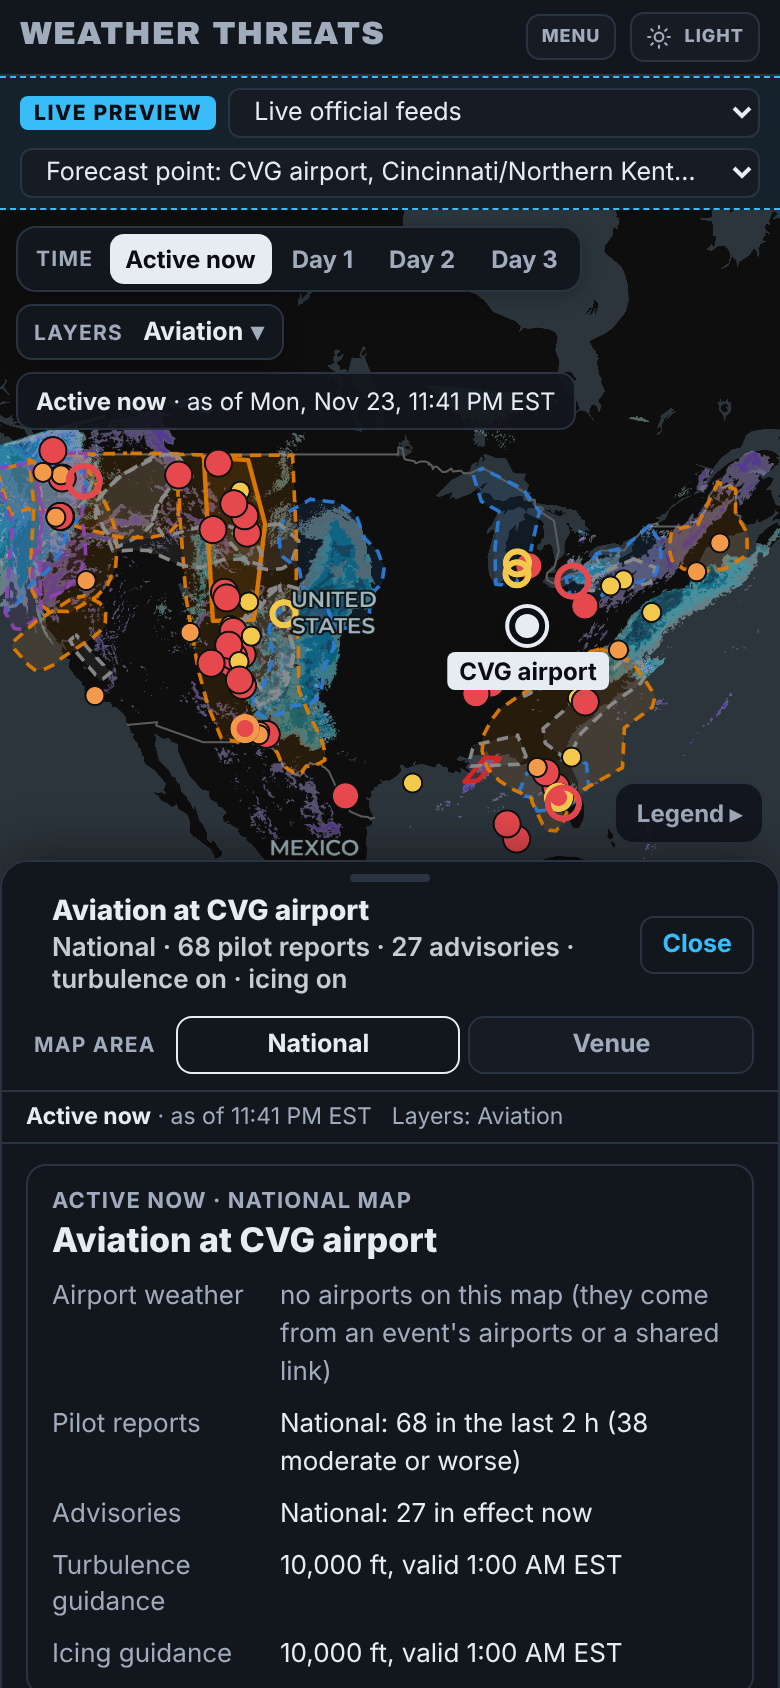 WEATHER THREATS
MENU
LIGHT
LIVE PREVIEW
Live official feeds
Forecast point: CVG airport, Cincinnati/Northern Kent...
TIME
Active now
Day 1
Day 2
Day 3
LAYERS
Aviation ▾
Active now · as of Mon, Nov 23, 11:41 PM EST
UNITED
STATES
CVG airport
Legend ▸
MEXICO
Aviation at CVG airport
National · 68 pilot reports · 27 advisories ·
turbulence on · icing on
Close
MAP AREA
National
Venue
Active now · as of 11:41 PM EST Layers: Aviation
ACTIVE NOW · NATIONAL MAP
Aviation at CVG airport
Airport weather
no airports on this map (they come
from an event's airports or a shared
link)
Pilot reports
National: 68 in the last 2 h (38
moderate or worse)
Advisories
National: 27 in effect now
Turbulence
guidance
10,000 ft, valid 1:00 AM EST
Icing guidance
10,000 ft, valid 1:00 AM EST